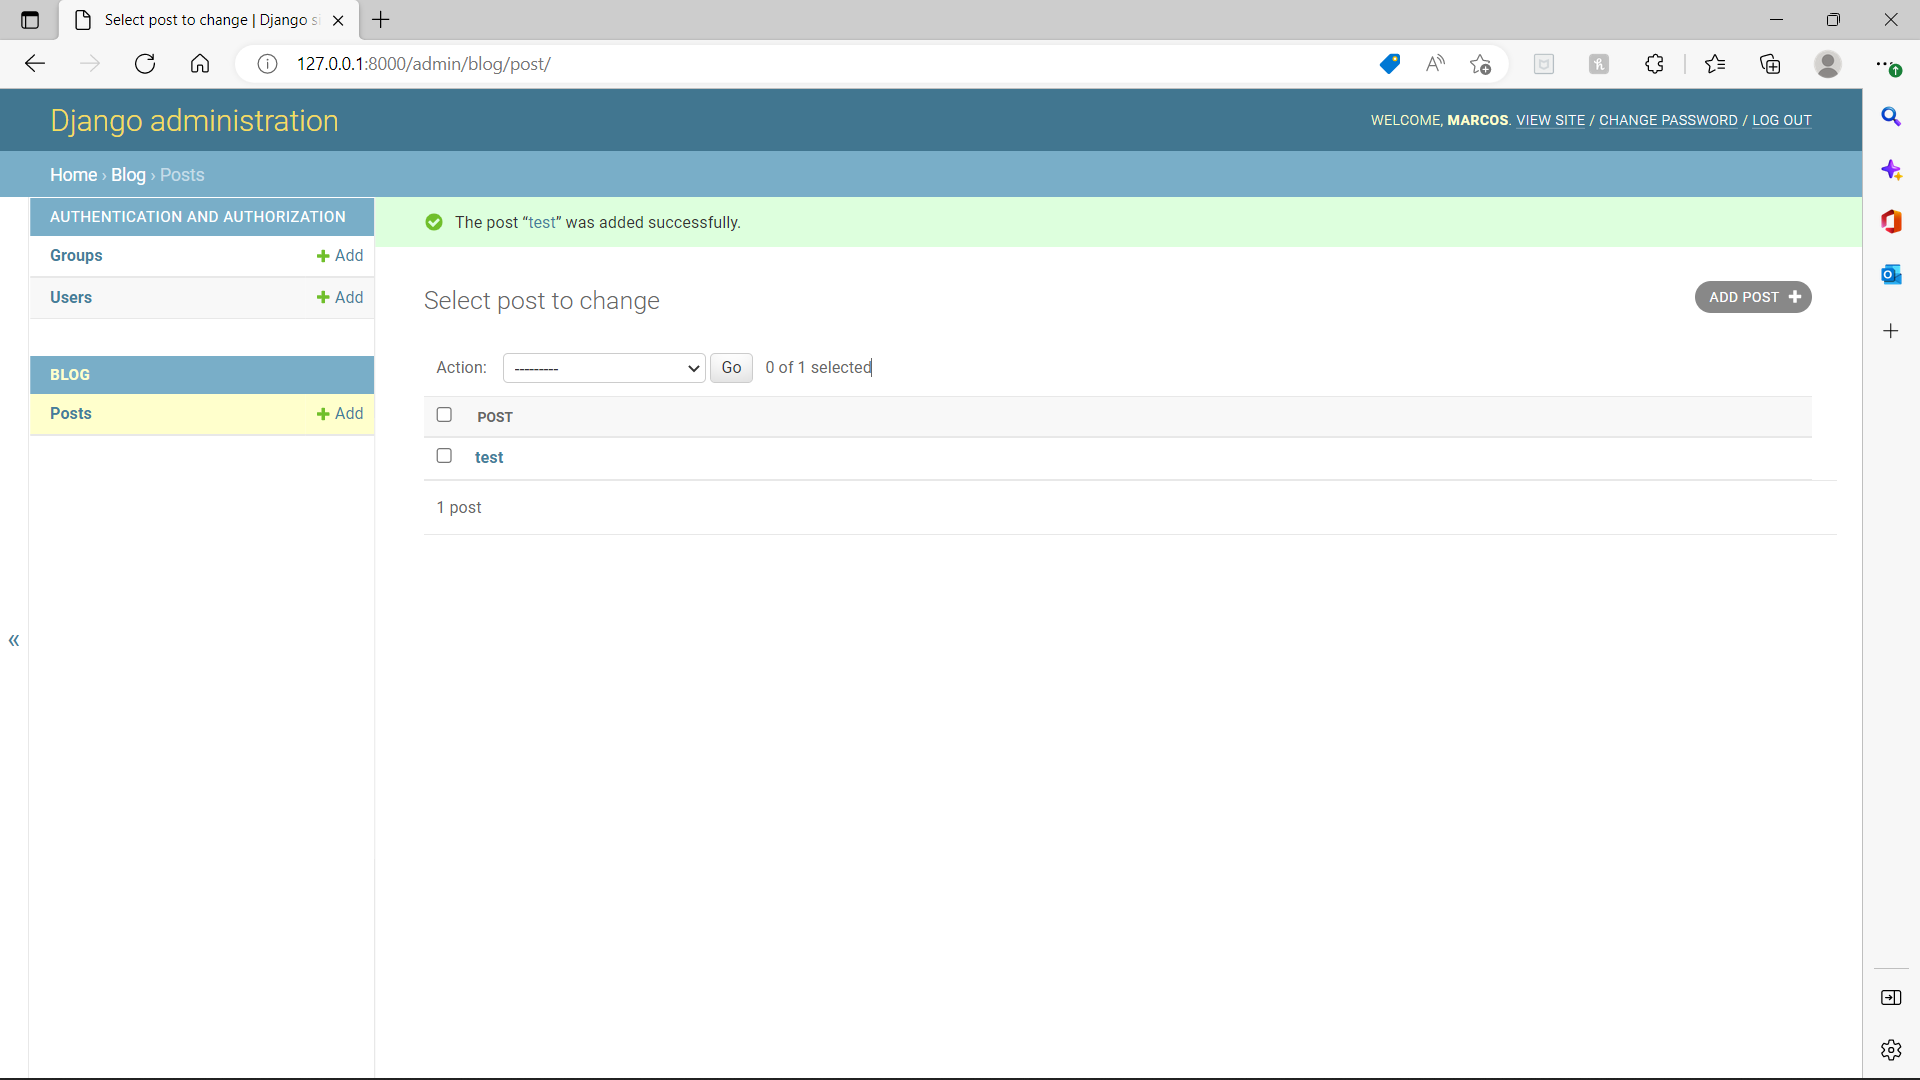 Select post to change | Django s
127.0.0.1:8000/admin/blog/post/
Django administration
WELCOME, MARCOS. VIEW SITE / CHANGE PASSWORD / LOG OUT
Home › Blog › Posts
AUTHENTICATION AND AUTHORIZATION
Groups + Add
Users + Add
BLOG
Posts + Add
«
The post “test” was added successfully.
Select post to change
ADD POST +
Action: --------- Go 0 of 1 selected
POST
test
1 post